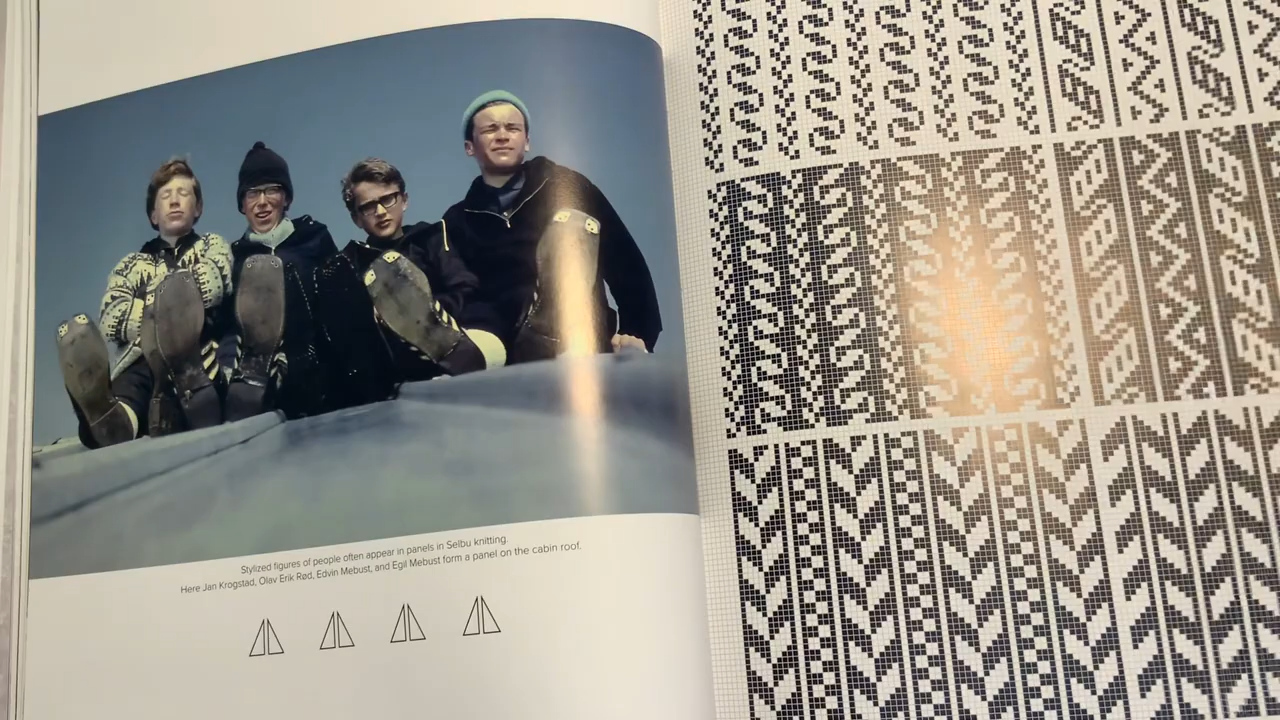 Stylized figures of people often appear in panels in Selbu knitting.
Here Jan Krogstad, Olav Erik Rød, Edvin Mebust, and Egil Mebust form a panel on the cabin roof.